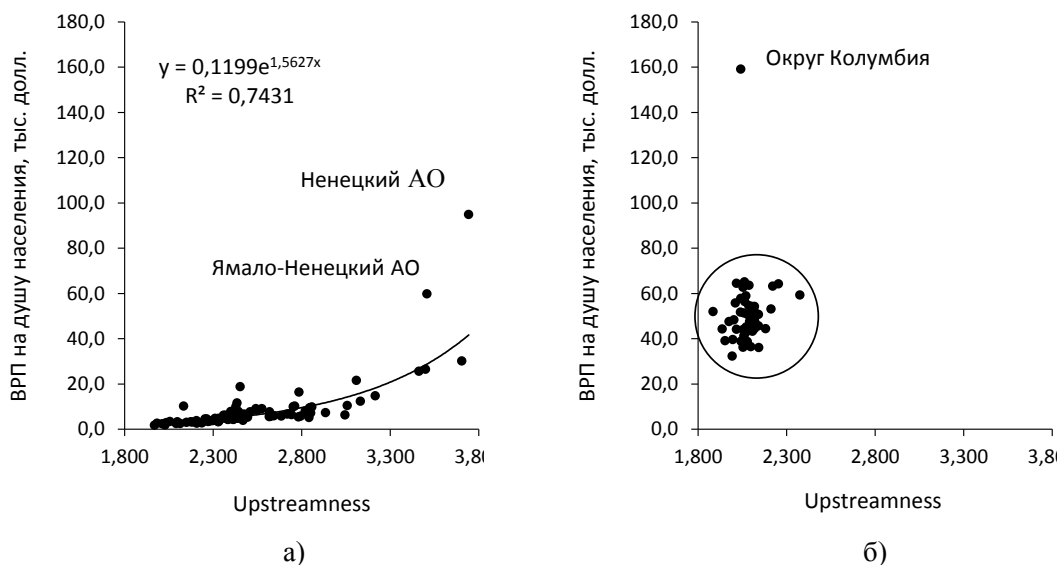 ВРП на душу населения, тыс. долл.
180,0
160,0
140,0
120,0
100,0
80,0
60,0
40,0
20,0
0,0
y = 0,1199e^1,5627x
R² = 0,7431
Ненецкий АО
Ямало-Ненецкий АО
1,800 2,300 2,800 3,300 3,80
Upstreamness
а)
ВРП на душу населения, тыс. долл.
180,0
160,0
140,0
120,0
100,0
80,0
60,0
40,0
20,0
0,0
Округ Колумбия
1,800 2,300 2,800 3,300 3,80
Upstreamness
б)